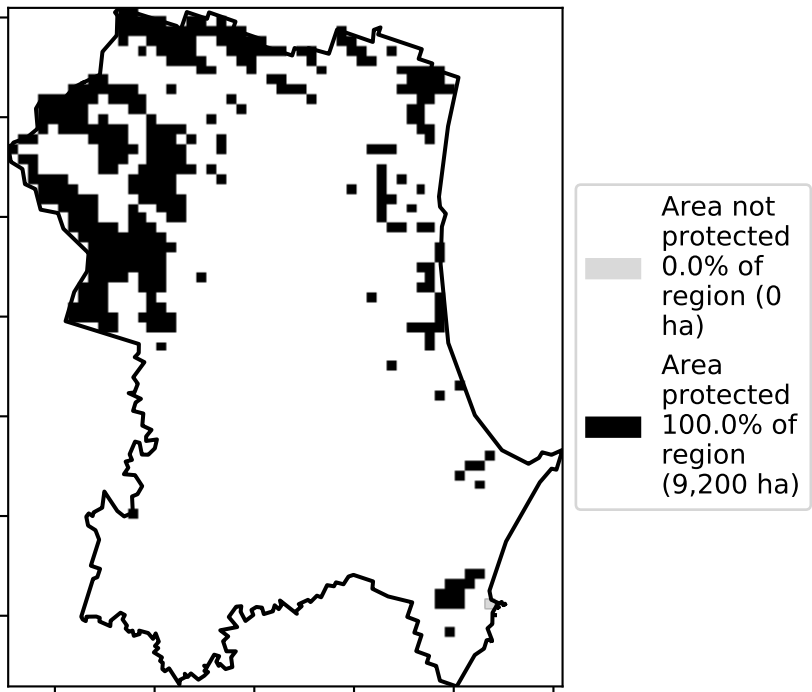 Area not
protected
0.0% of
region (0
ha)
Area
protected
100.0% of
region
(9,200 ha)